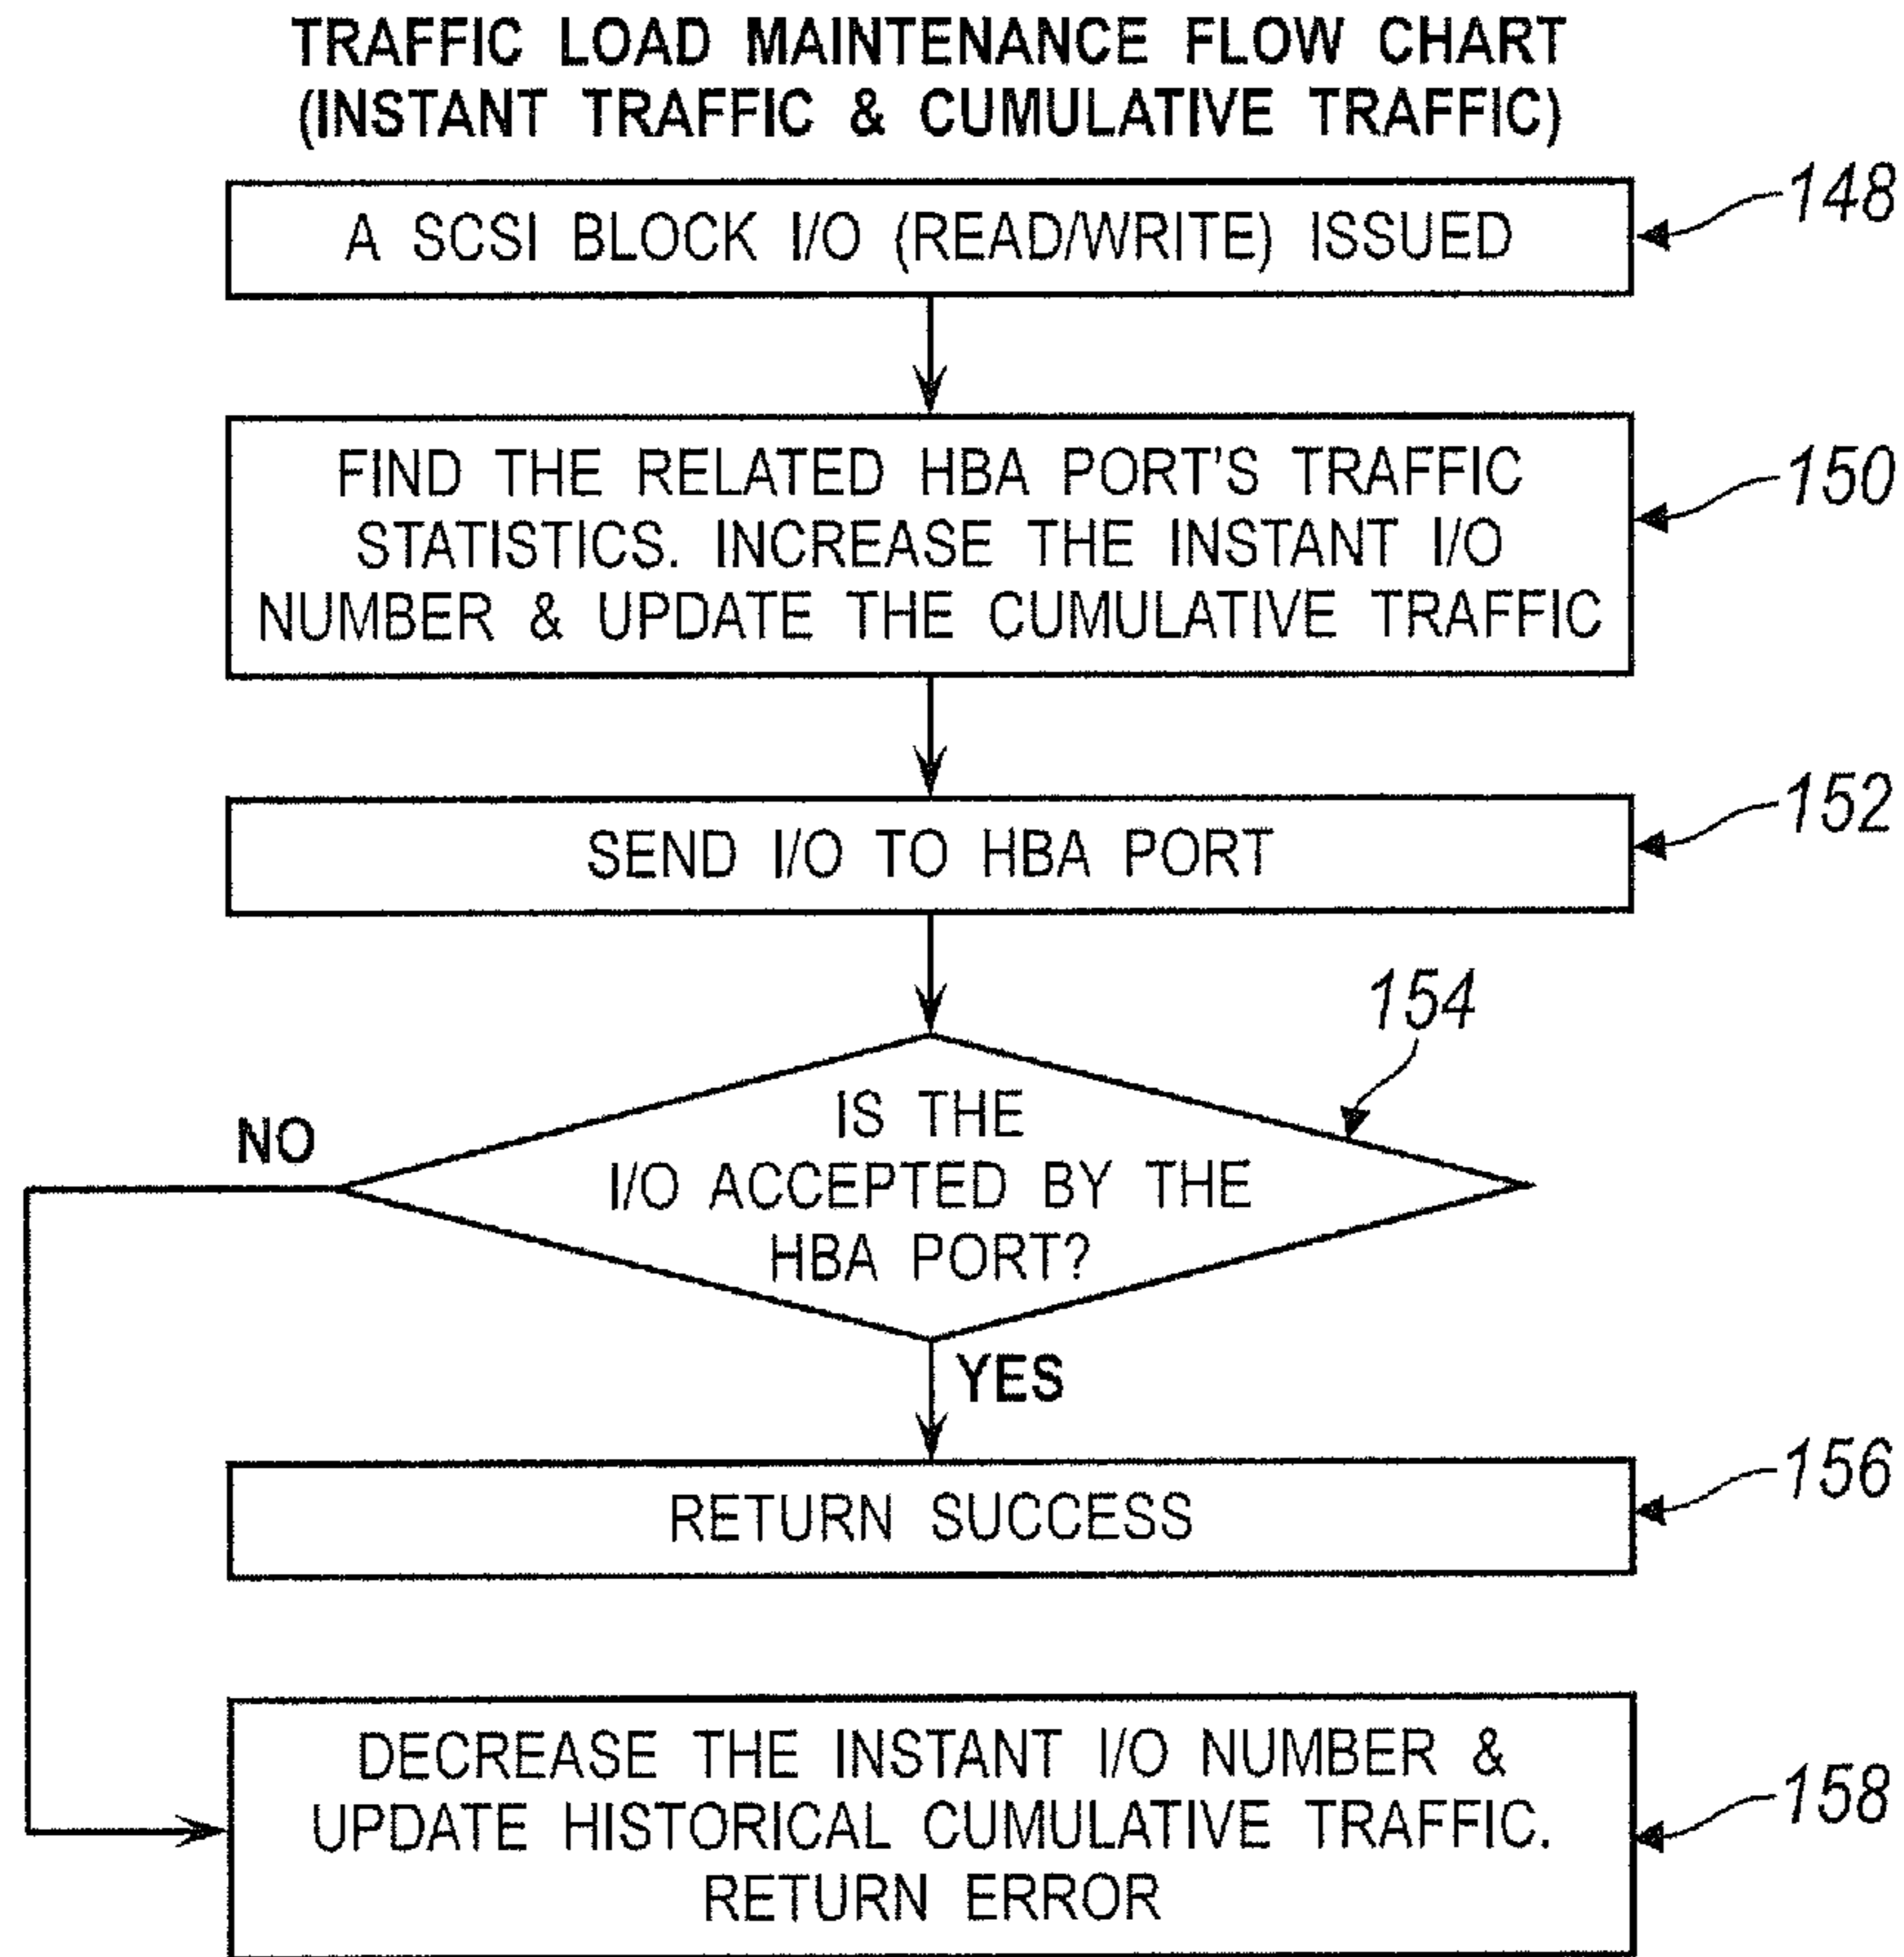 TRAFFIC LOAD MAINTENANCE FLOW CHART
(INSTANT TRAFFIC & CUMULATIVE TRAFFIC)
A SCSI BLOCK I/O (READ/WRITE) ISSUED
148
FIND THE RELATED HBA PORT'S TRAFFIC
STATISTICS. INCREASE THE INSTANT I/O
NUMBER & UPDATE THE CUMULATIVE TRAFFIC
150
SEND I/O TO HBA PORT
152
154
IS THE
I/O ACCEPTED BY THE
HBA PORT?
NO
YES
RETURN SUCCESS
156
DECREASE THE INSTANT I/O NUMBER &
UPDATE HISTORICAL CUMULATIVE TRAFFIC.
RETURN ERROR
158